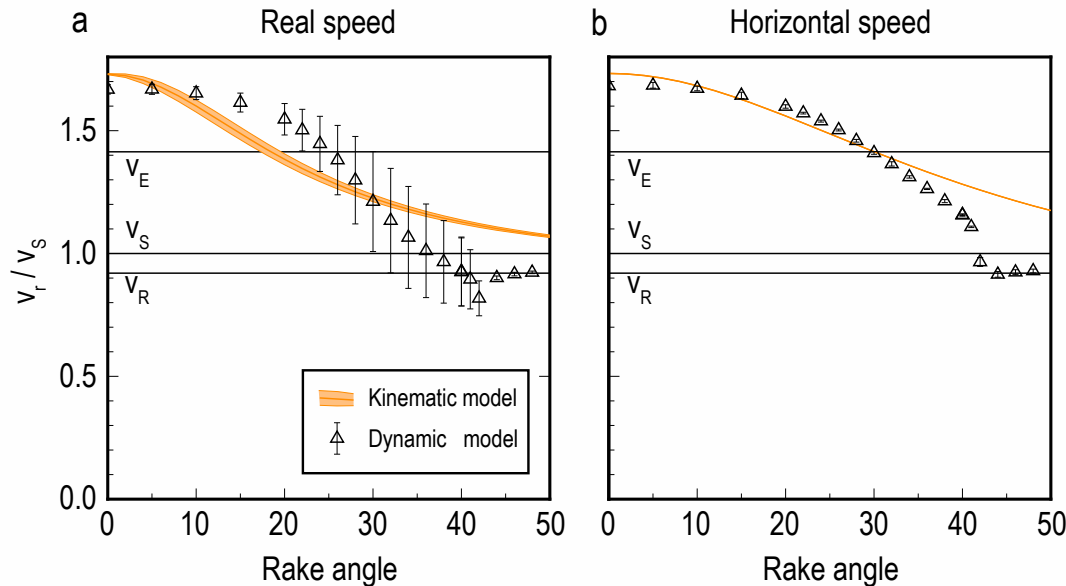 a
Real speed
b
Horizontal speed
v_r / v_S
1.5
1.0
0.5
0.0
v_E
v_S
v_R
v_E
v_S
v_R
Kinematic model
Dynamic model
0 10 20 30 40 50
0 10 20 30 40 50
Rake angle
Rake angle